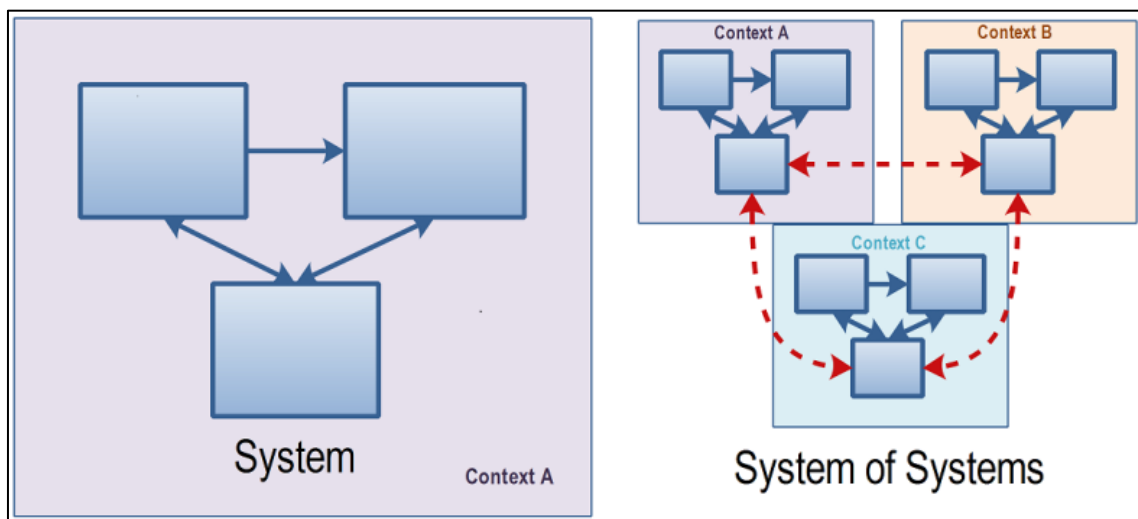 System
Context A
Context A
Context B
Context C
System of Systems